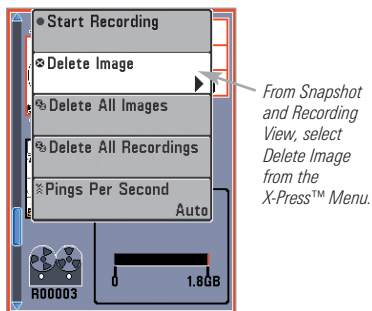 Start Recording
Delete Image
Delete All Images
Delete All Recordings
Pings Per Second
Auto
R00003
0
1.8GB
From Snapshot
and Recording
View, select
Delete Image
from the
X-Press™ Menu.